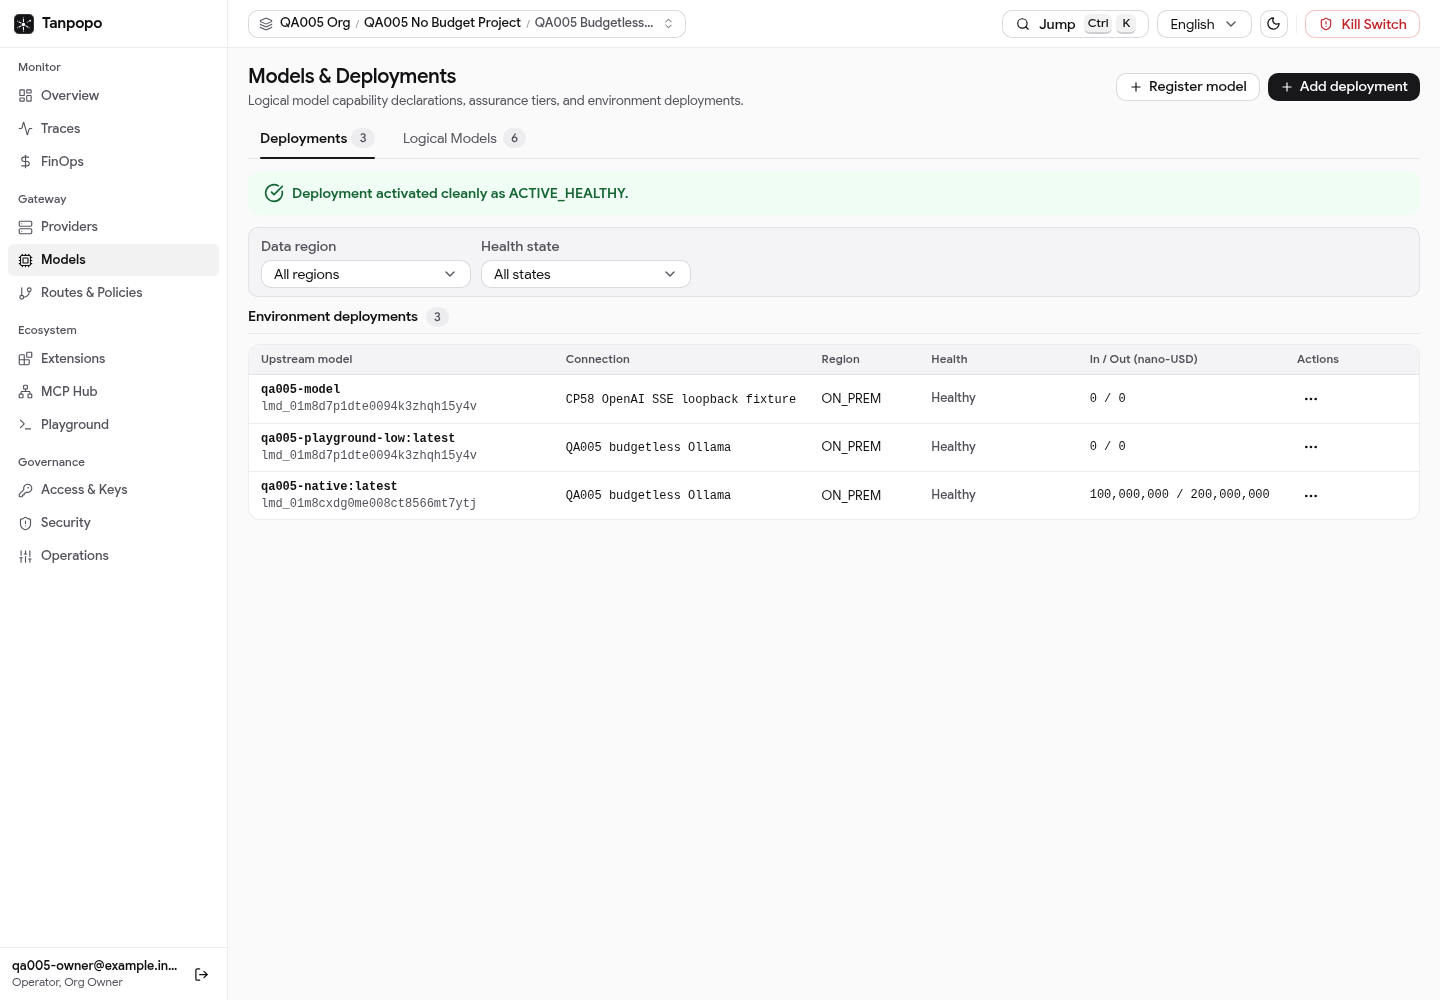 Tanpopo
QA005 Org / QA005 No Budget Project / QA005 Budgetless...
Jump Ctrl K
English
Kill Switch
Monitor
Overview
Traces
FinOps
Gateway
Providers
Models
Routes & Policies
Ecosystem
Extensions
MCP Hub
Playground
Governance
Access & Keys
Security
Operations
qa005-owner@example.in...
Operator, Org Owner
Models & Deployments
Logical model capability declarations, assurance tiers, and environment deployments.
Register model
Add deployment
Deployments 3
Logical Models 6
Deployment activated cleanly as ACTIVE_HEALTHY.
Data region
All regions
Health state
All states
Environment deployments 3
Upstream model Connection Region Health In / Out (nano-USD) Actions
qa005-model
lmd_01m8d7p1dte0094k3zhqh15y4v
CP58 OpenAI SSE loopback fixture ON_PREM Healthy 0 / 0
qa005-playground-low:latest
lmd_01m8d7p1dte0094k3zhqh15y4v
QA005 budgetless Ollama ON_PREM Healthy 0 / 0
qa005-native:latest
lmd_01m8cxdg0me008ct8566mt7ytj
QA005 budgetless Ollama ON_PREM Healthy 100,000,000 / 200,000,000